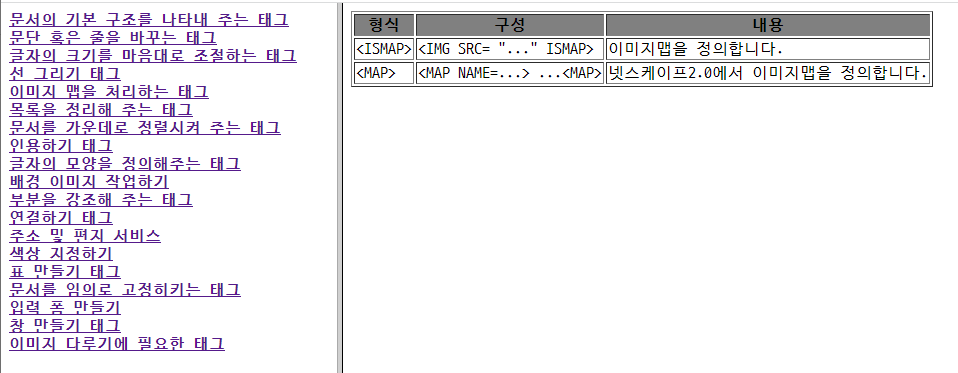 문서의 기본 구조를 나타내 주는 태그
문단 혹은 줄을 바꾸는 태그
글자의 크기를 마음대로 조절하는 태그
선 그리기 태그
이미지 맵을 처리하는 태그
목록을 정리해 주는 태그
문서를 가운데로 정렬시켜 주는 태그
인용하기 태그
글자의 모양을 정의해주는 태그
배경 이미지 작업하기
부분을 강조해 주는 태그
연결하기 태그
주소 및 편지 서비스
색상 지정하기
표 만들기 태그
문서를 임의로 고정히키는 태그
입력 폼 만들기
창 만들기 태그
이미지 다루기에 필요한 태그
형식 구성 내용
<ISMAP> <IMG SRC= "..." ISMAP> 이미지맵을 정의합니다.
<MAP> <MAP NAME=...> ...<MAP> 넷스케이프2.0에서 이미지맵을 정의합니다.